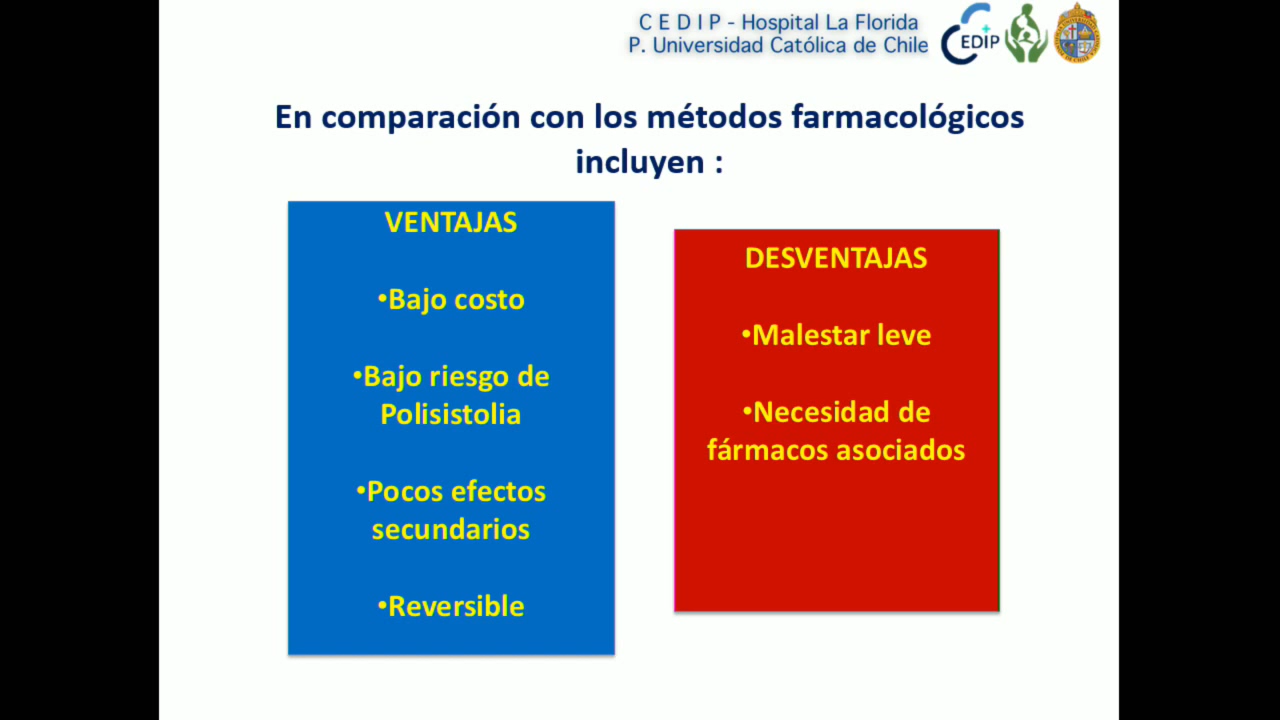 C E D I P - Hospital La Florida
P. Universidad Católica de Chile
EDIP
En comparación con los métodos farmacológicos
incluyen :
VENTAJAS
•Bajo costo
•Bajo riesgo de
Polisistolia
•Pocos efectos
secundarios
•Reversible
DESVENTAJAS
•Malestar leve
•Necesidad de
fármacos asociados